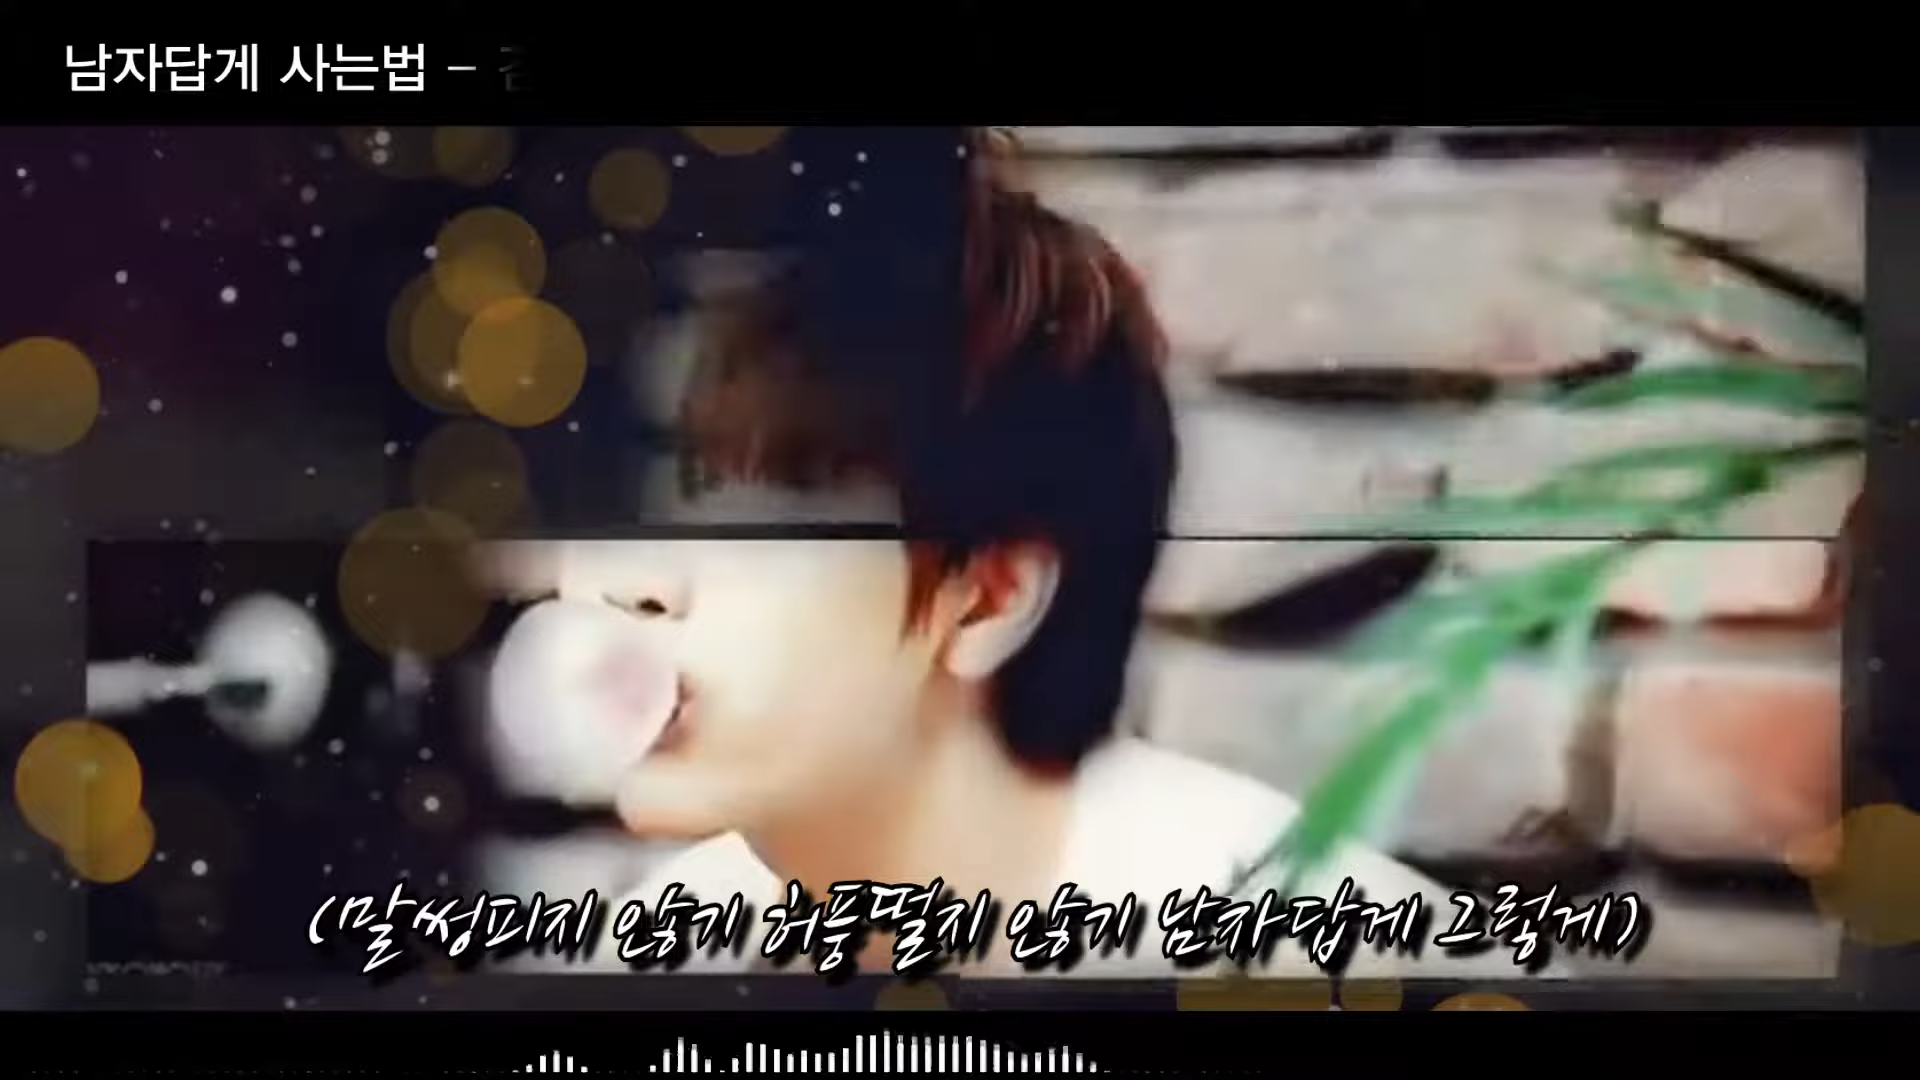 남자답게 사는법 -
(말썽피지 않기 허풍떨지 않기 남자답게 그렇게)